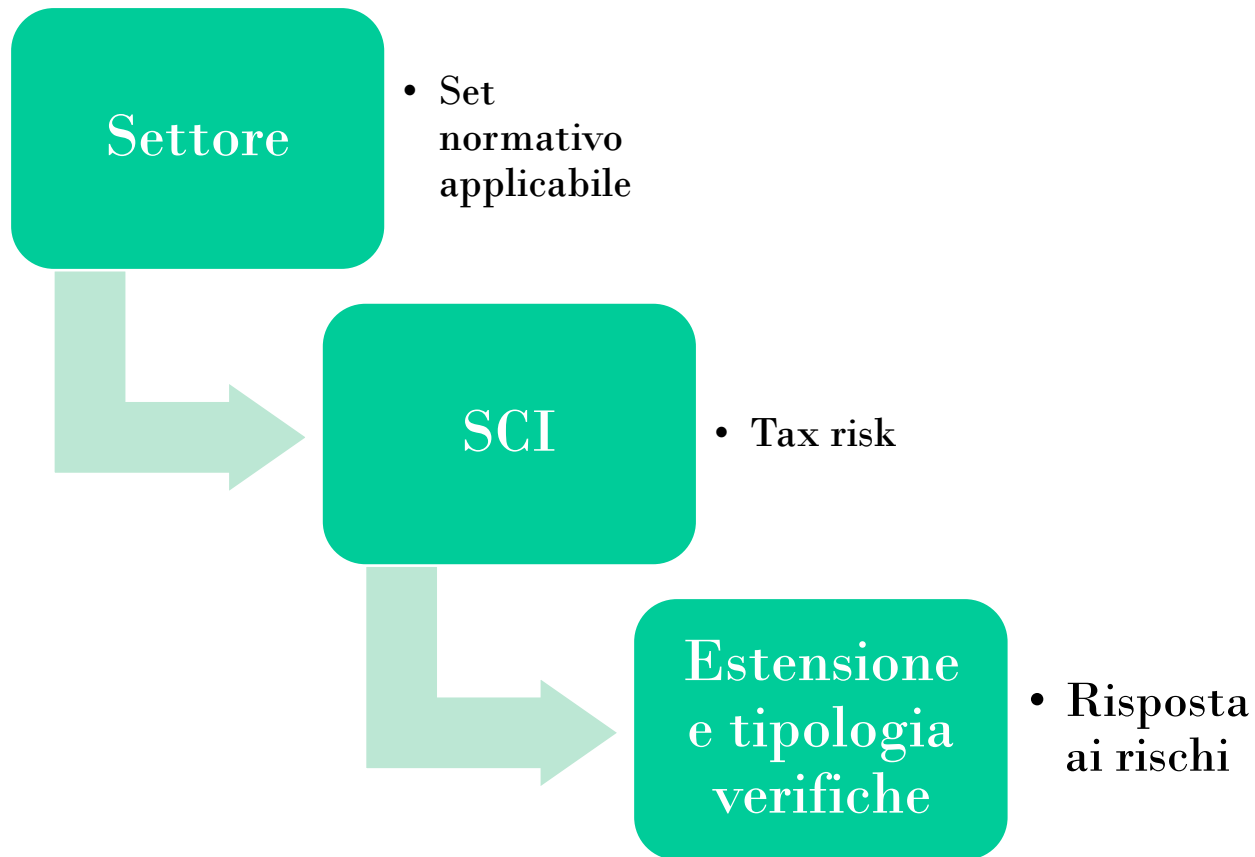 Settore
• Set
normativo
applicabile
SCI
• Tax risk
Estensione
e tipologia
verifiche
• Risposta
ai rischi